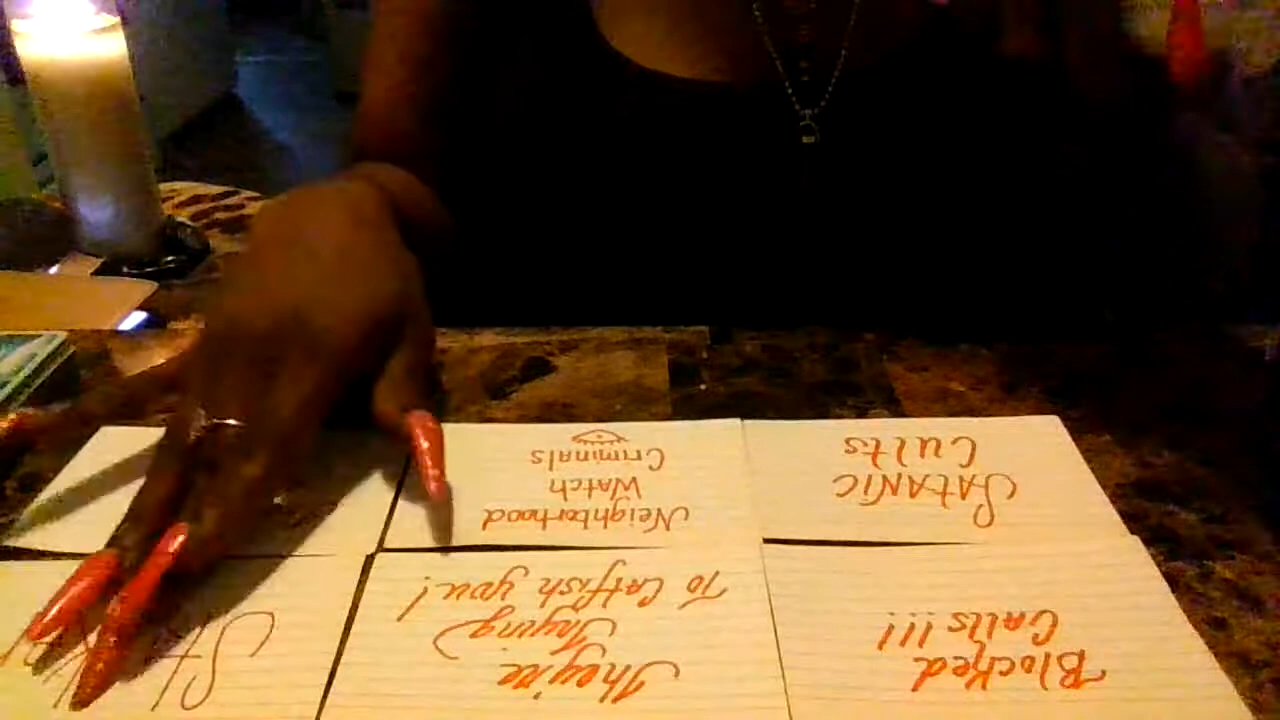 Blocked
Calls!!!
They're
Trying
To Catfish you!
SATANIC
Cults
Neighborhood
Watch
Criminals